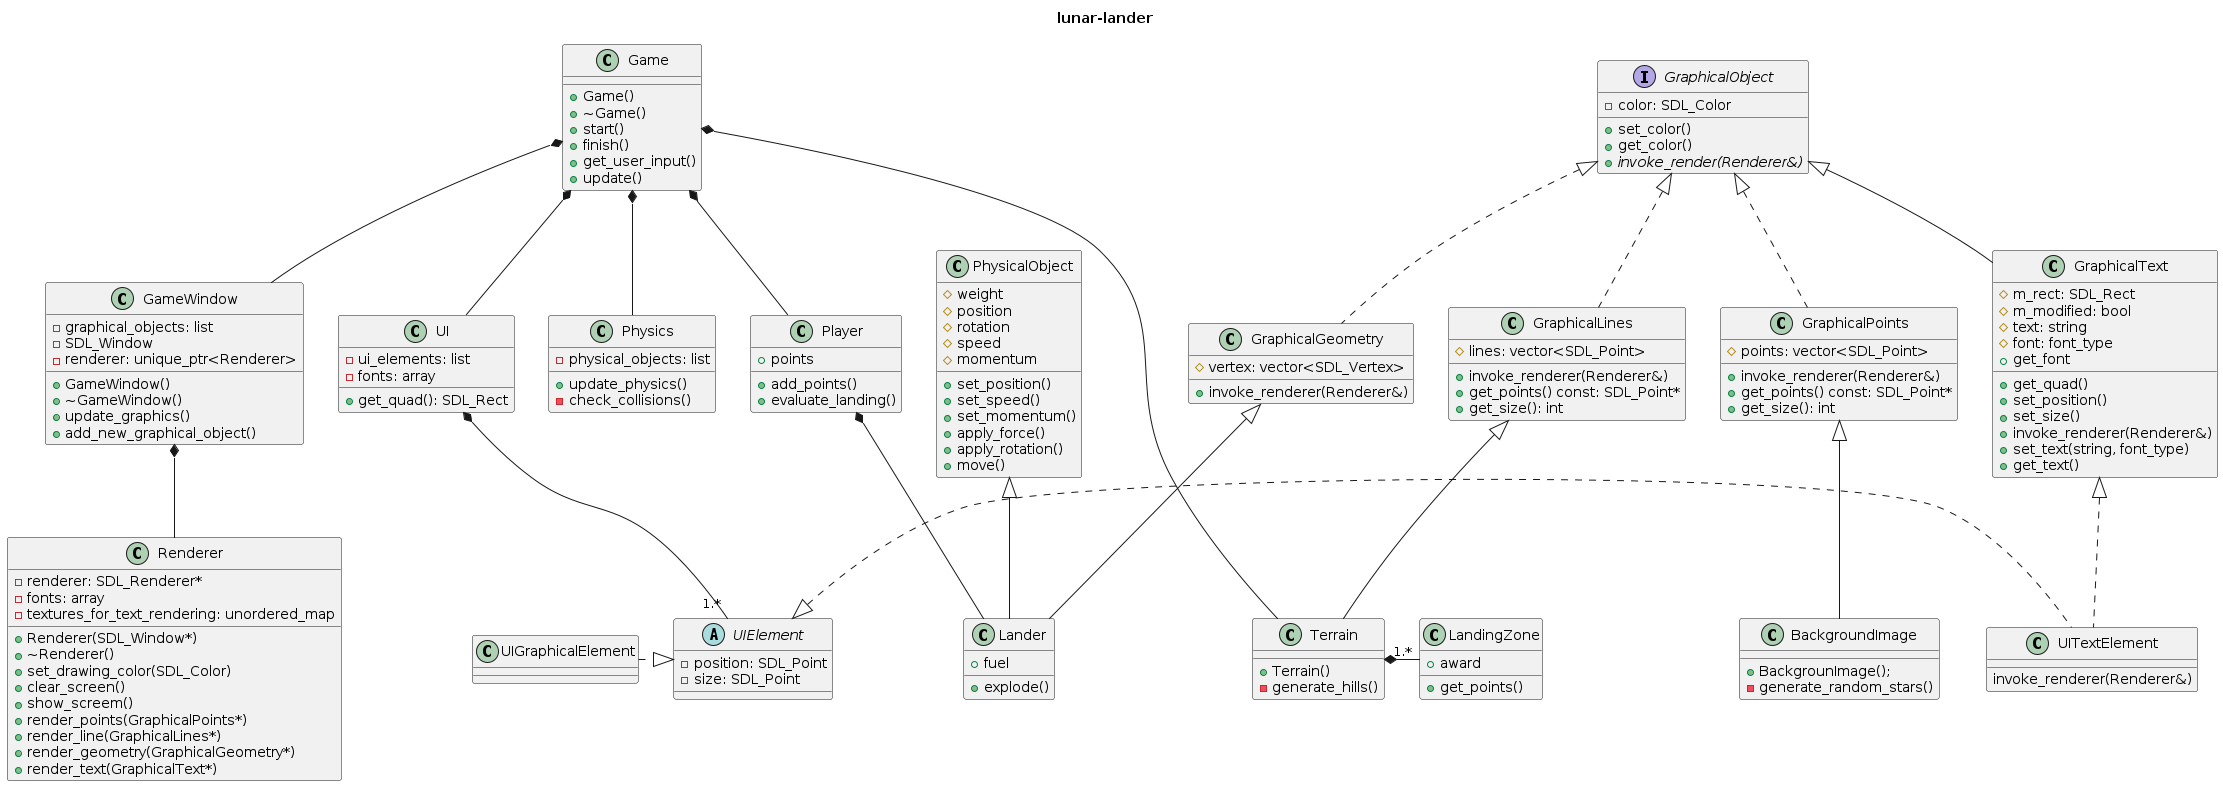 lunar-lander
C Game
Game()
~Game()
start()
finish()
get_user_input()
update()
I GraphicalObject
color: SDL_Color
set_color()
get_color()
invoke_render(Renderer&)
C GameWindow
graphical_objects: list
SDL_Window
renderer: unique_ptr<Renderer>
GameWindow()
~GameWindow()
update_graphics()
add_new_graphical_object()
C UI
ui_elements: list
fonts: array
get_quad(): SDL_Rect
C Physics
physical_objects: list
update_physics()
check_collisions()
C Player
points
add_points()
evaluate_landing()
C PhysicalObject
weight
position
rotation
speed
momentum
set_position()
set_speed()
set_momentum()
apply_force()
apply_rotation()
move()
C GraphicalGeometry
vertex: vector<SDL_Vertex>
invoke_renderer(Renderer&)
C GraphicalLines
lines: vector<SDL_Point>
invoke_renderer(Renderer&)
get_points() const: SDL_Point*
get_size(): int
C GraphicalPoints
points: vector<SDL_Point>
invoke_renderer(Renderer&)
get_points() const: SDL_Point*
get_size(): int
C GraphicalText
m_rect: SDL_Rect
m_modified: bool
text: string
font: font_type
get_font
get_quad()
set_position()
set_size()
invoke_renderer(Renderer&)
set_text(string, font_type)
get_text()
C Renderer
renderer: SDL_Renderer*
fonts: array
textures_for_text_rendering: unordered_map
Renderer(SDL_Window*)
~Renderer()
set_drawing_color(SDL_Color)
clear_screen()
show_screem()
render_points(GraphicalPoints*)
render_line(GraphicalLines*)
render_geometry(GraphicalGeometry*)
render_text(GraphicalText*)
C UIGraphicalElement
1.*
A UIElement
position: SDL_Point
size: SDL_Point
C Lander
fuel
explode()
C Terrain
Terrain()
generate_hills()
1.*
C LandingZone
award
get_points()
C BackgroundImage
BackgrounImage();
generate_random_stars()
C UITextElement
invoke_renderer(Renderer&)